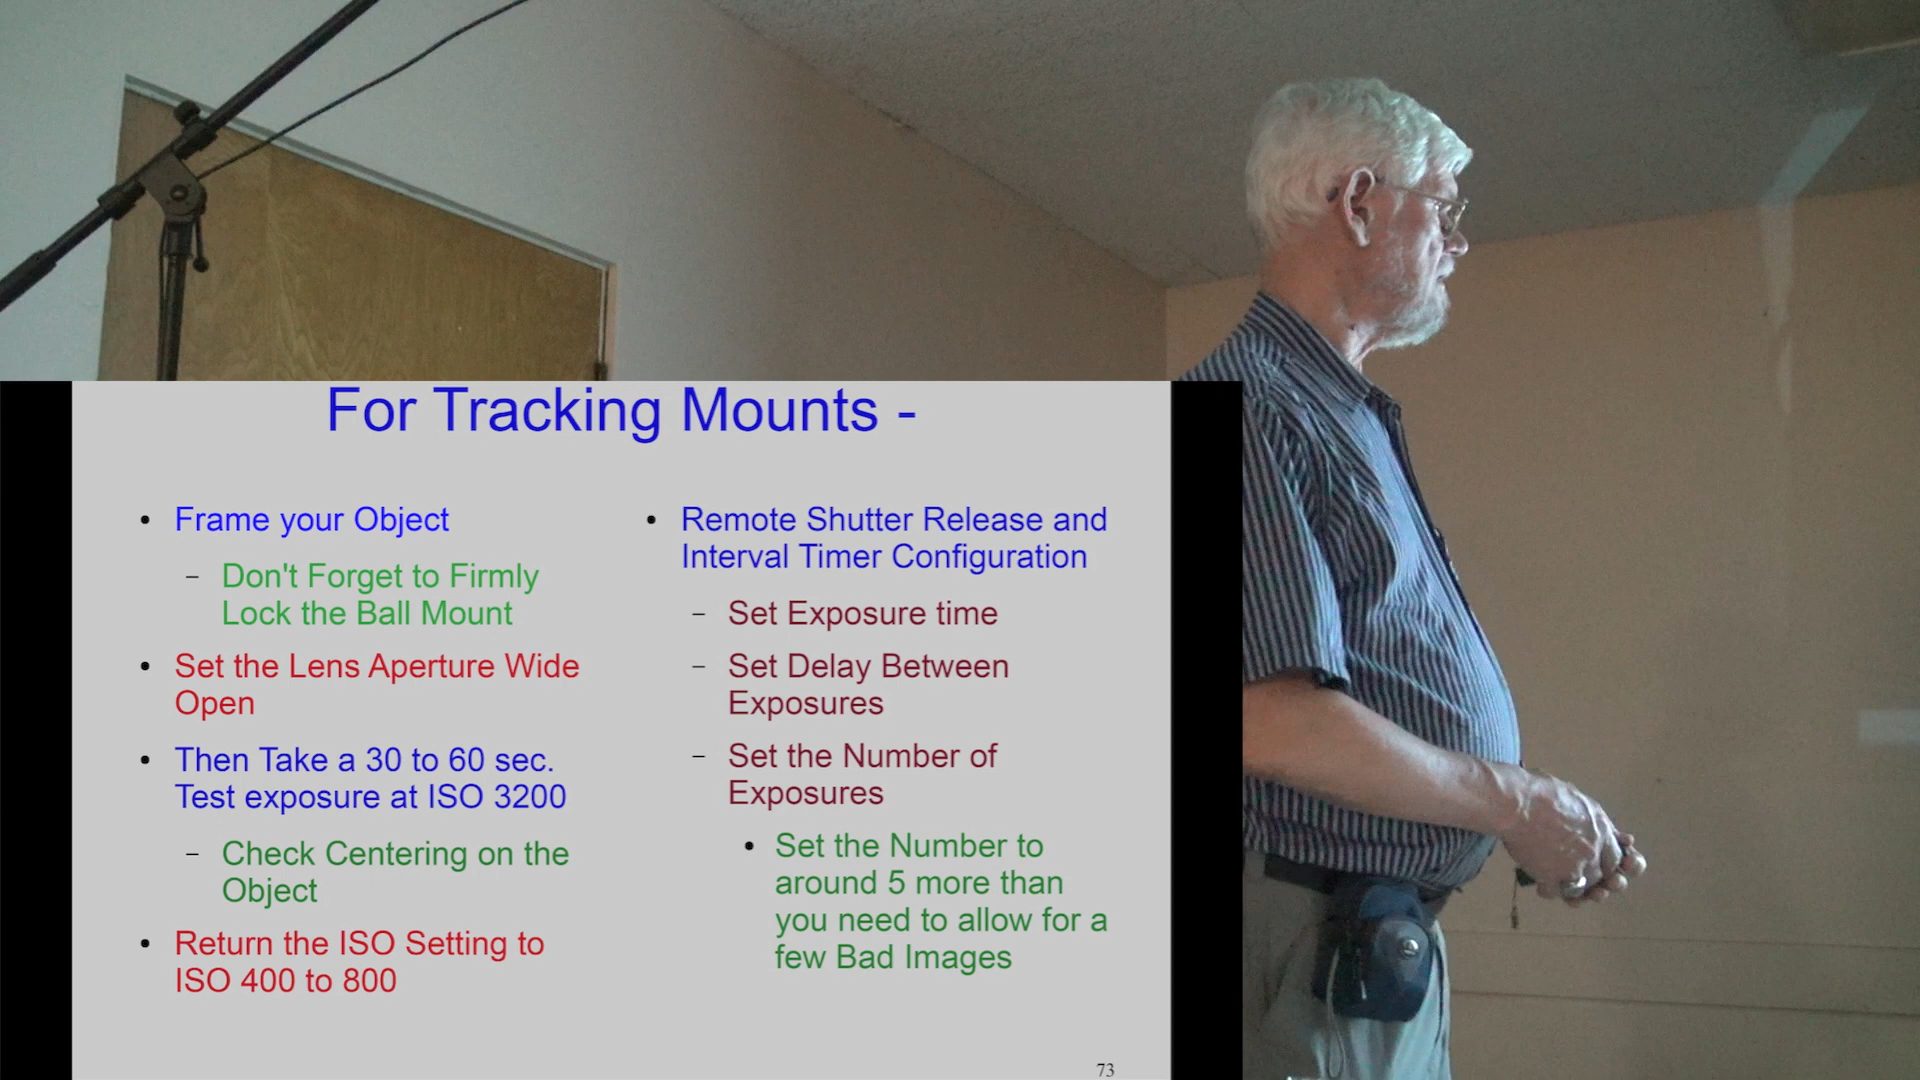 For Tracking Mounts -
Frame your Object
Don't Forget to Firmly
Lock the Ball Mount
Set the Lens Aperture Wide
Open
Then Take a 30 to 60 sec.
Test exposure at ISO 3200
Check Centering on the
Object
Return the ISO Setting to
ISO 400 to 800
Remote Shutter Release and
Interval Timer Configuration
Set Exposure time
Set Delay Between
Exposures
Set the Number of
Exposures
Set the Number to
around 5 more than
you need to allow for a
few Bad Images
73